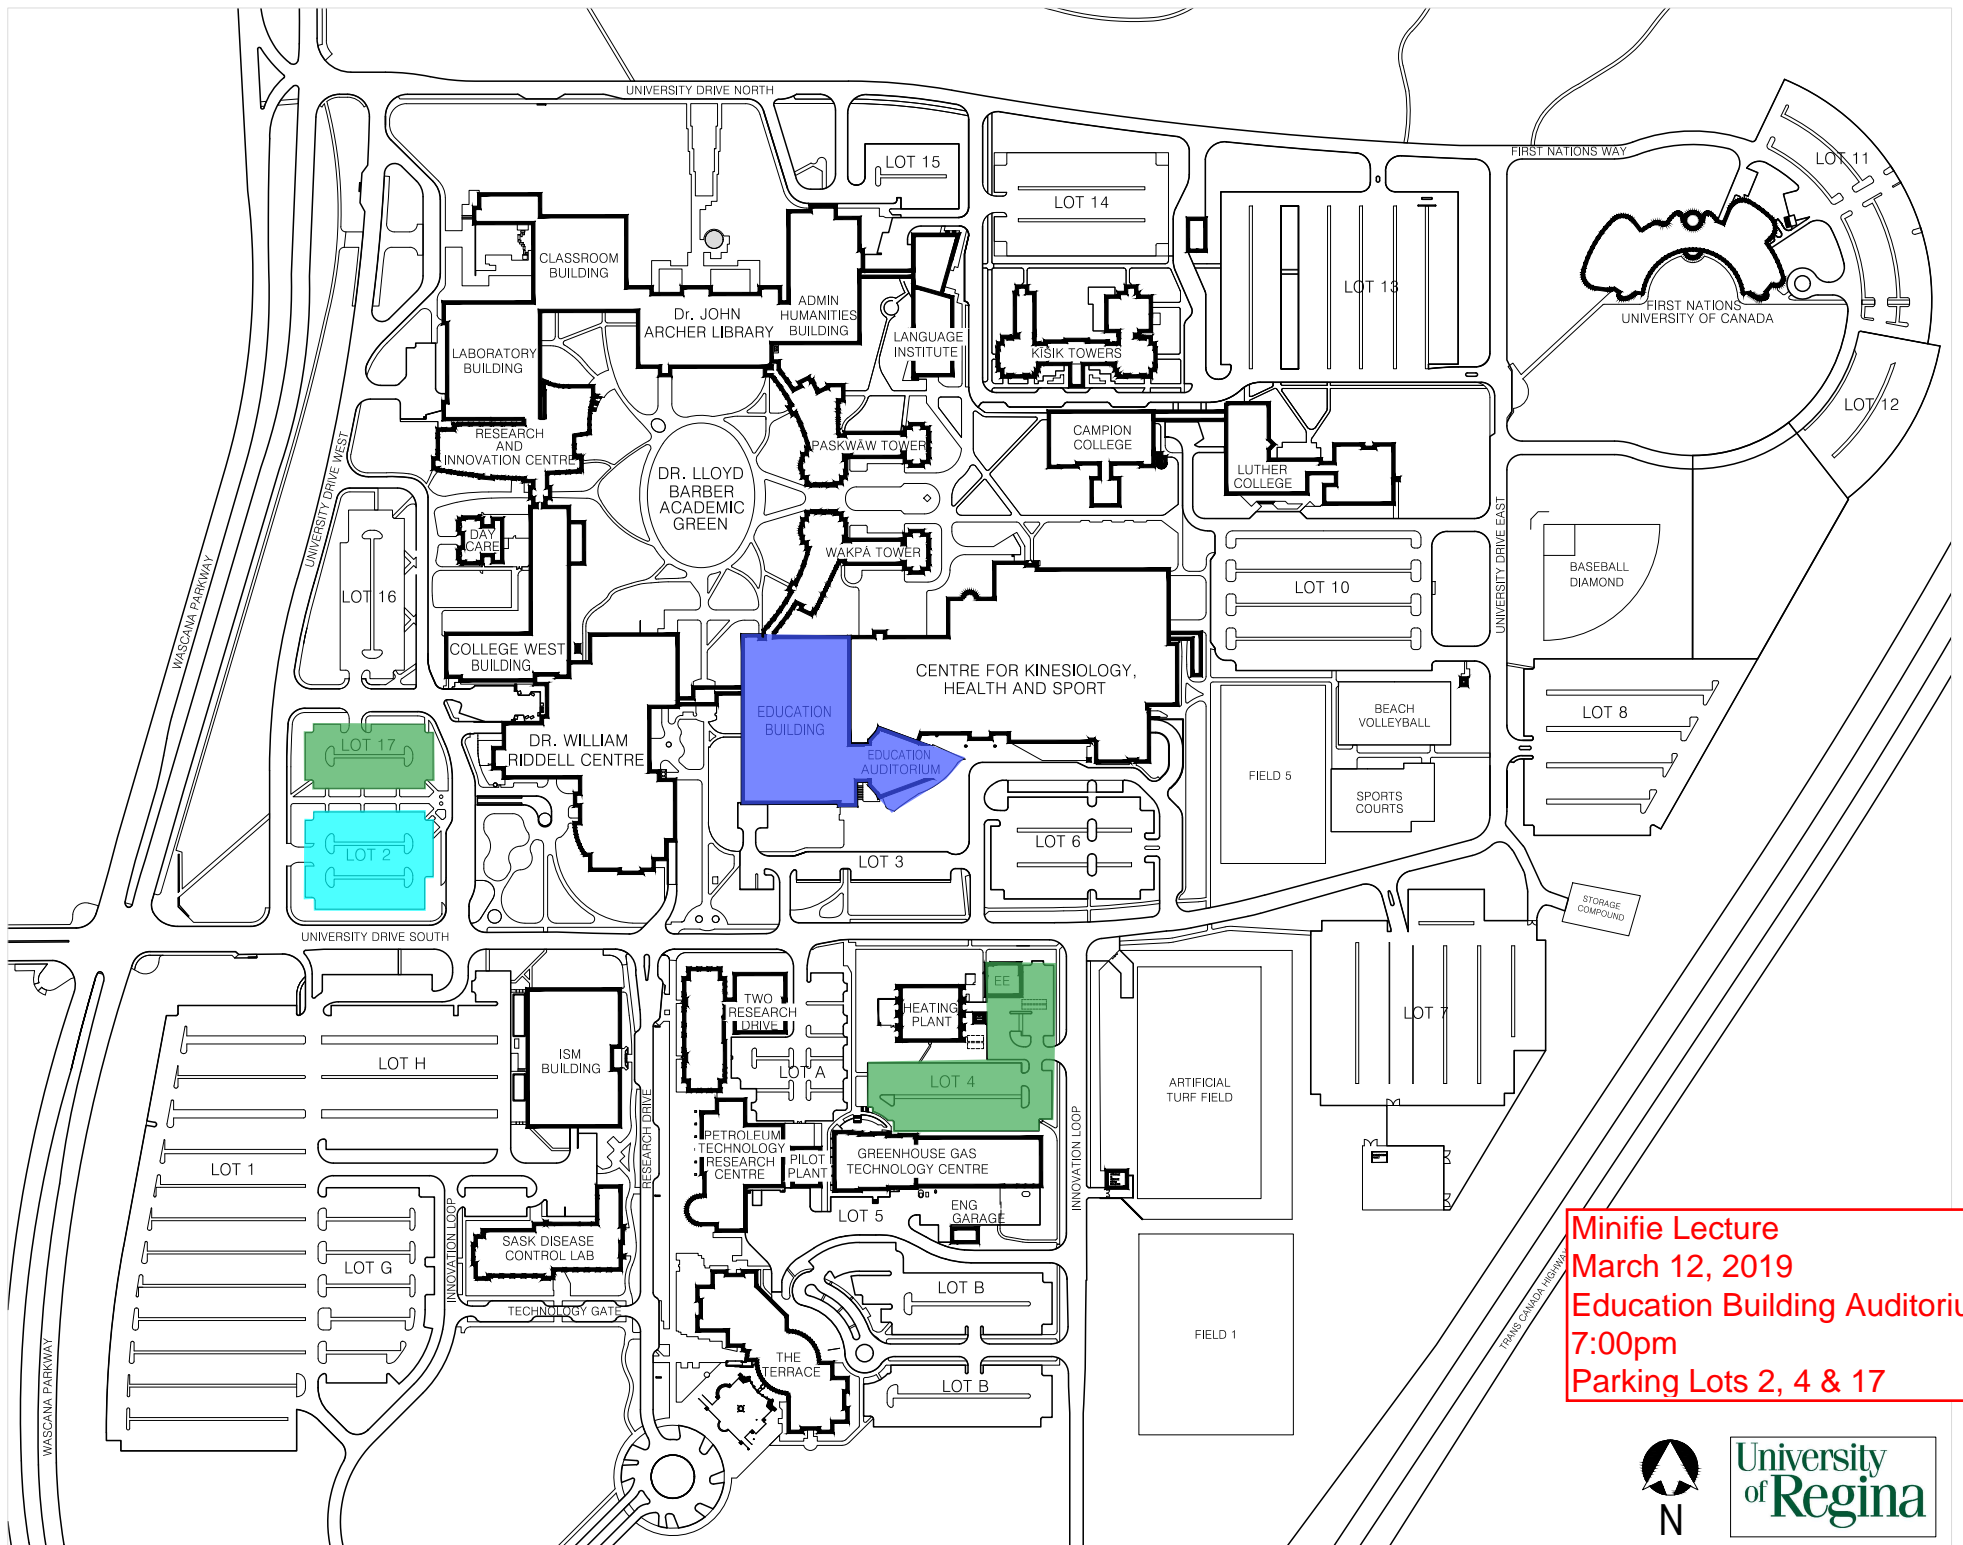 UNIVERSITY DRIVE NORTH
FIRST NATIONS WAY
LOT 11
LOT 15
LOT 14
CLASSROOM
BUILDING
ADMIN
HUMANITIES
BUILDING
Dr. JOHN
ARCHER LIBRARY
LOT 13
FIRST NATIONS
UNIVERSITY OF CANADA
LANGUAGE
INSTITUTE
KĪSIK TOWERS
LABORATORY
BUILDING
LOT 12
RESEARCH
AND
INNOVATION CENTRE
PASKWĀW TOWER
CAMPION
COLLEGE
LUTHER
COLLEGE
DR. LLOYD
BARBER
ACADEMIC
GREEN
UNIVERSITY DRIVE WEST
UNIVERSITY DRIVE EAST
DAY
CARE
WAKPĀ TOWER
BASEBALL
DIAMOND
LOT 10
LOT 16
WASCANA PARKWAY
COLLEGE WEST
BUILDING
CENTRE FOR KINESIOLOGY,
HEALTH AND SPORT
EDUCATION
BUILDING
BEACH
VOLLEYBALL
LOT 8
LOT 17
DR. WILLIAM
RIDDELL CENTRE
EDUCATION
AUDITORIUM
FIELD 5
SPORTS
COURTS
LOT 2
LOT 3
LOT 6
STORAGE
COMPOUND
UNIVERSITY DRIVE SOUTH
EE
TWO
RESEARCH
DRIVE
HEATING
PLANT
LOT 7
LOT H
ISM
BUILDING
LOT A
LOT 4
ARTIFICIAL
TURF FIELD
RESEARCH DRIVE
INNOVATION LOOP
PETROLEUM
TECHNOLOGY
RESEARCH
CENTRE
PILOT
PLANT
GREENHOUSE GAS
TECHNOLOGY CENTRE
LOT 1
LOT 5
ENG
GARAGE
INNOVATION LOOP
SASK DISEASE
CONTROL LAB
LOT G
TECHNOLOGY GATE
LOT B
FIELD 1
THE
TERRACE
LOT B
WASCANA PARKWAY
TRANS CANADA HIGHWAY
Minifie Lecture
March 12, 2019
Education Building Auditoriu
7:00pm
Parking Lots 2, 4 & 17
N
University
of Regina